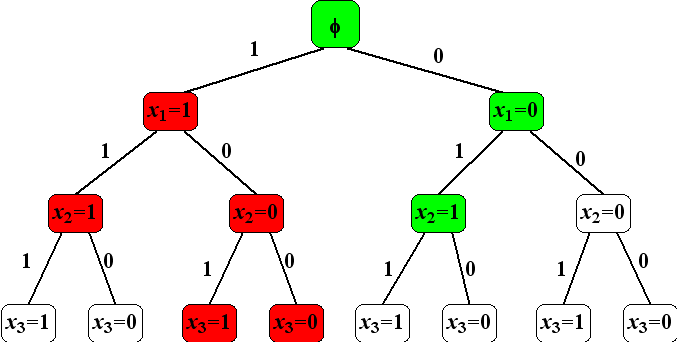 ϕ
1 0
x₁=1 x₁=0
1 0 1 0
x₂=1 x₂=0 x₂=1 x₂=0
1 0 1 0 1 0 1 0
x₃=1 x₃=0 x₃=1 x₃=0 x₃=1 x₃=0 x₃=1 x₃=0